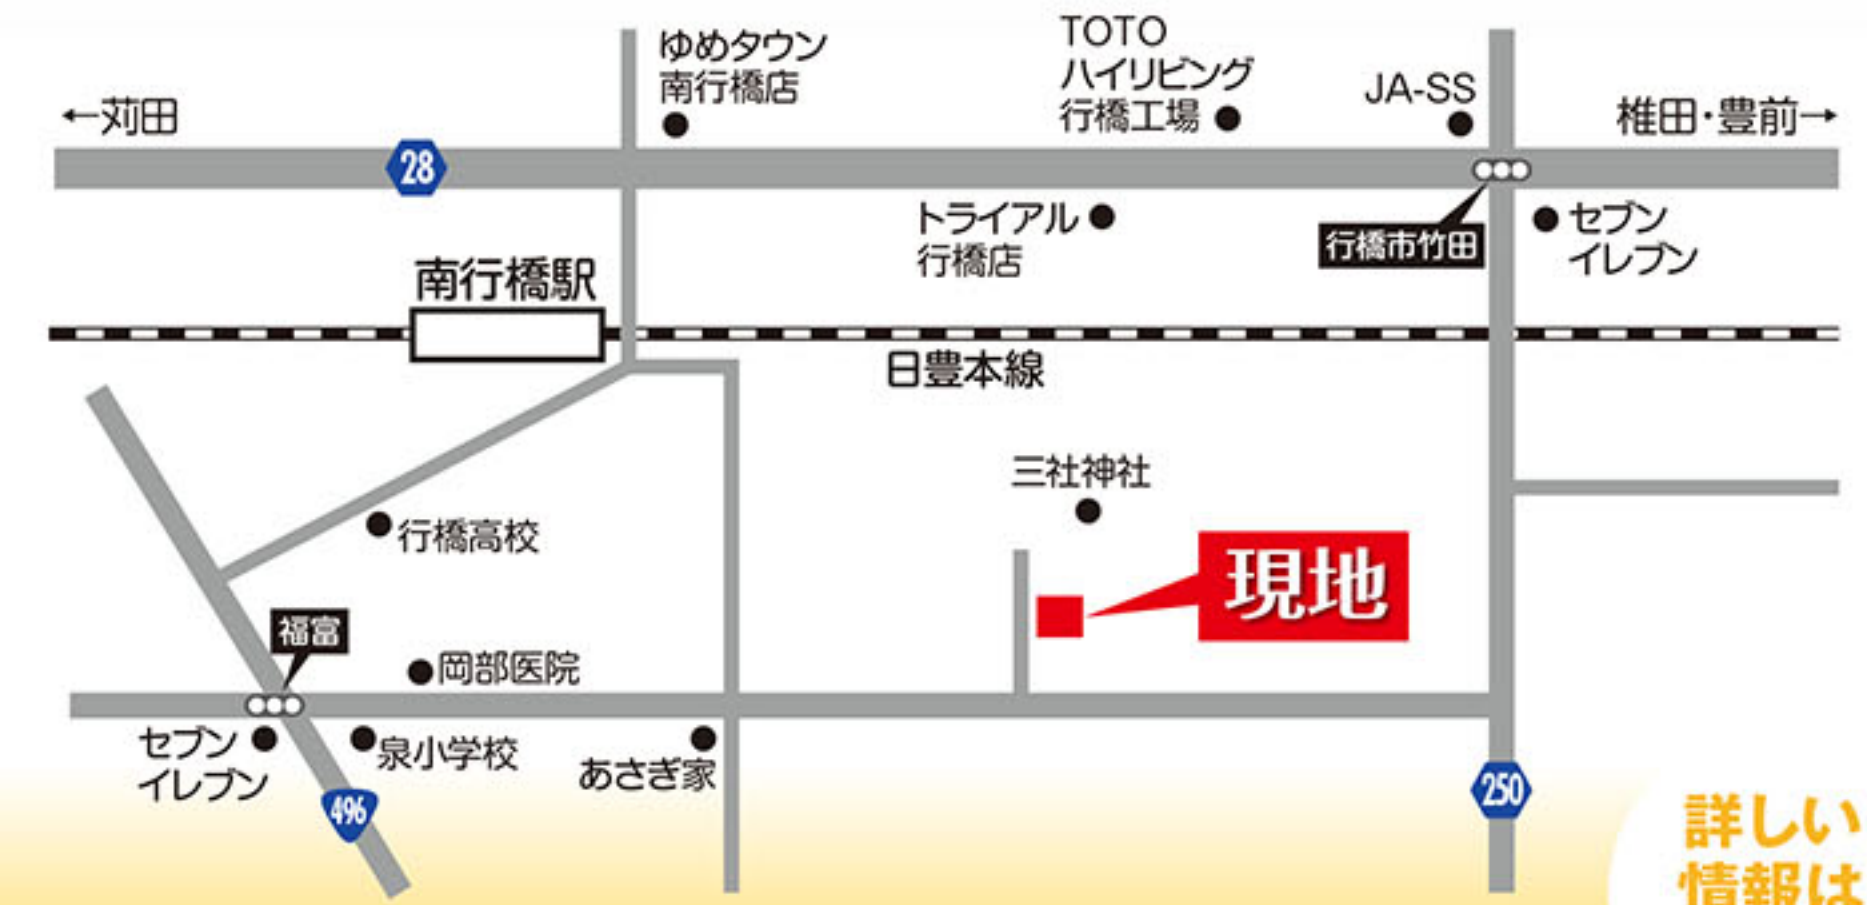 ゆめタウン
南行橋店
TOTO
ハイリビング
行橋工場
JA-SS
←苅田
椎田・豊前→
28
トライアル
行橋店
行橋市竹田
セブン
イレブン
南行橋駅
日豊本線
三社神社
行橋高校
現地
福富
岡部医院
セブン
イレブン
泉小学校
あさぎ家
496
250
詳しい
情報は